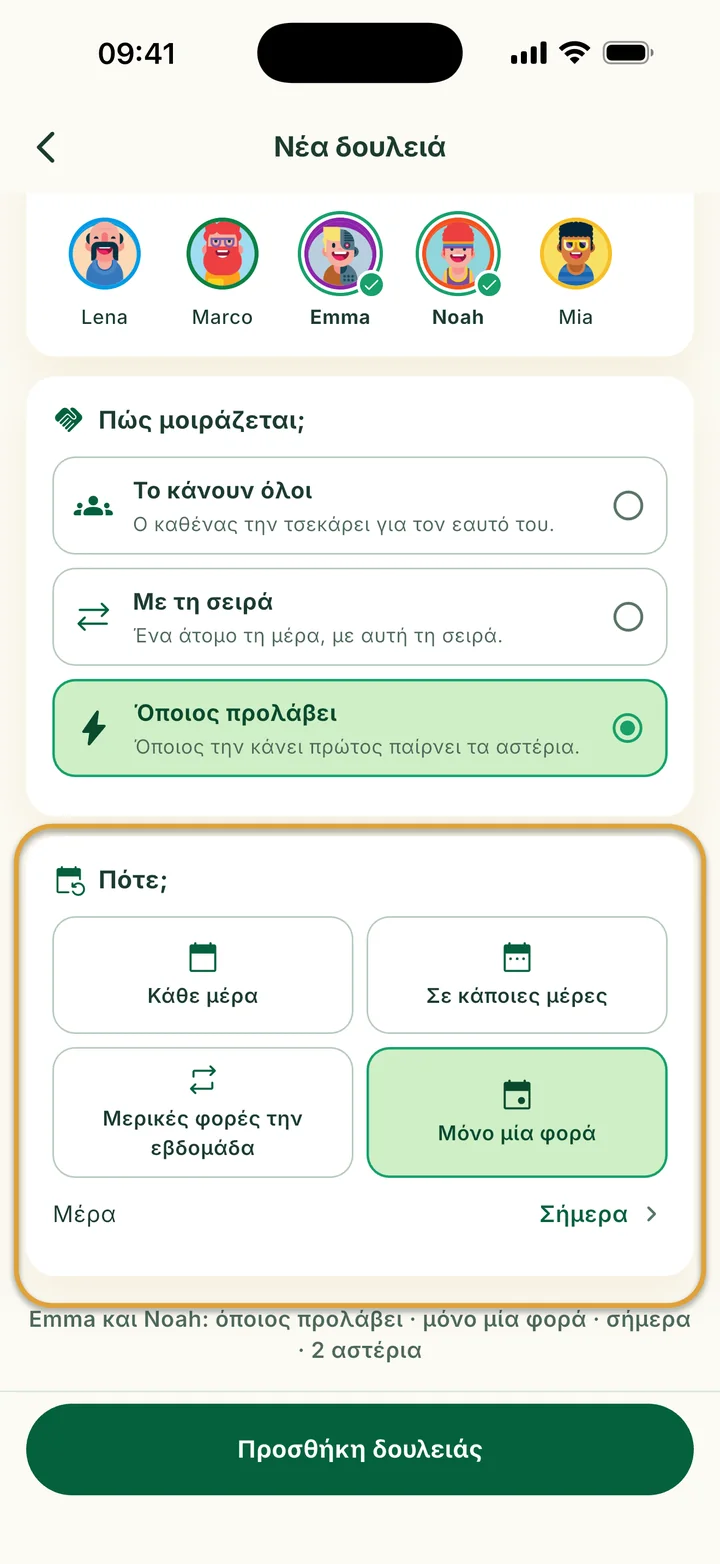 09:41
Νέα δουλειά
Lena
Marco
Emma
Noah
Mia
Πώς μοιράζεται;
Το κάνουν όλοι
Ο καθένας την τσεκάρει για τον εαυτό του.
Με τη σειρά
Ένα άτομο τη μέρα, με αυτή τη σειρά.
Όποιος προλάβει
Όποιος την κάνει πρώτος παίρνει τα αστέρια.
Πότε;
Κάθε μέρα
Σε κάποιες μέρες
Μερικές φορές την
εβδομάδα
Μόνο μία φορά
Μέρα
Σήμερα
Emma και Noah: όποιος προλάβει · μόνο μία φορά · σήμερα
· 2 αστέρια
Προσθήκη δουλειάς